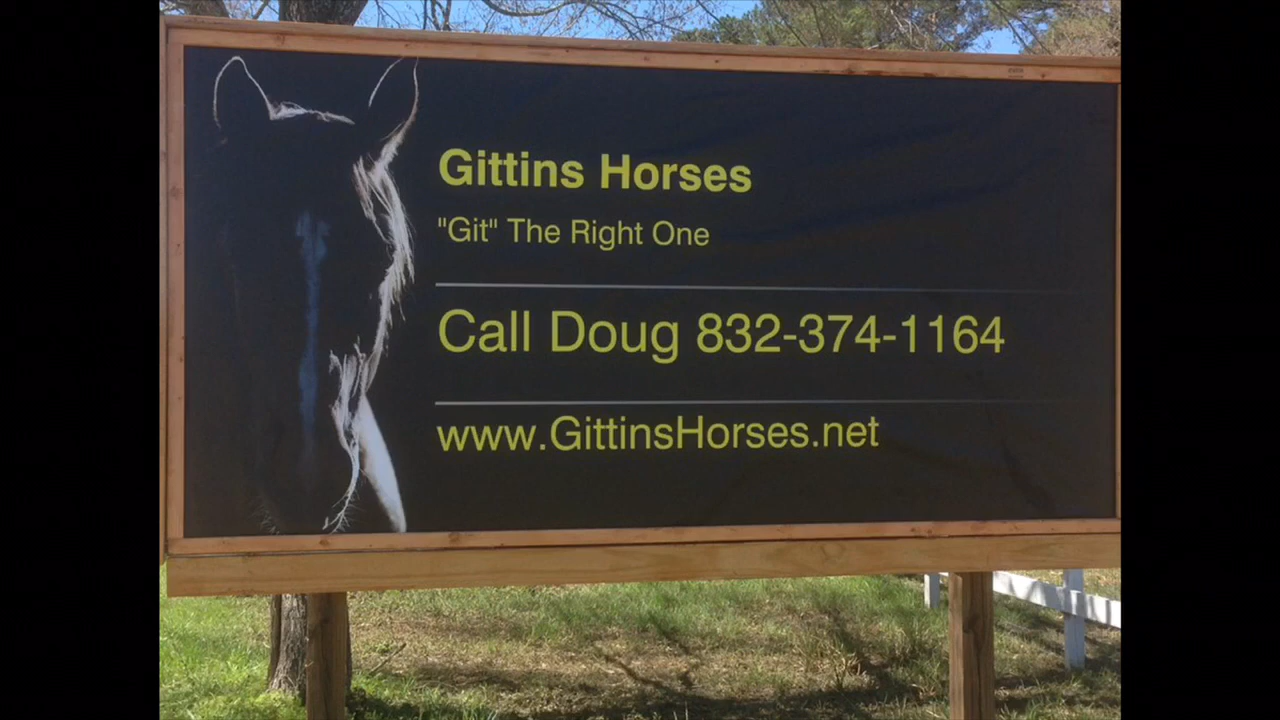 Gittins Horses
"Git" The Right One
Call Doug 832-374-1164
www.GittinsHorses.net